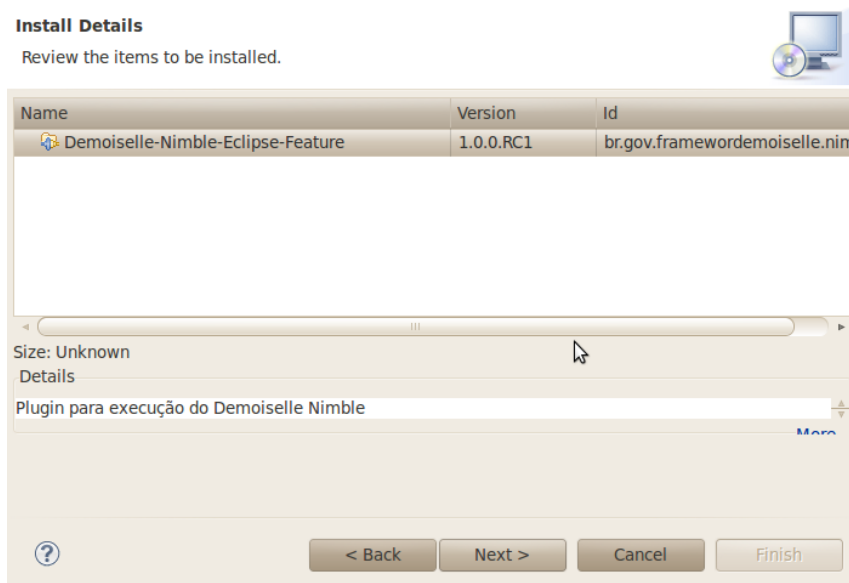 Install Details
Review the items to be installed.
Name Version Id
Demoiselle-Nimble-Eclipse-Feature 1.0.0.RC1 br.gov.framewordemoiselle.nim
Size: Unknown
Details
Plugin para execução do Demoiselle Nimble
More
? < Back Next > Cancel Finish